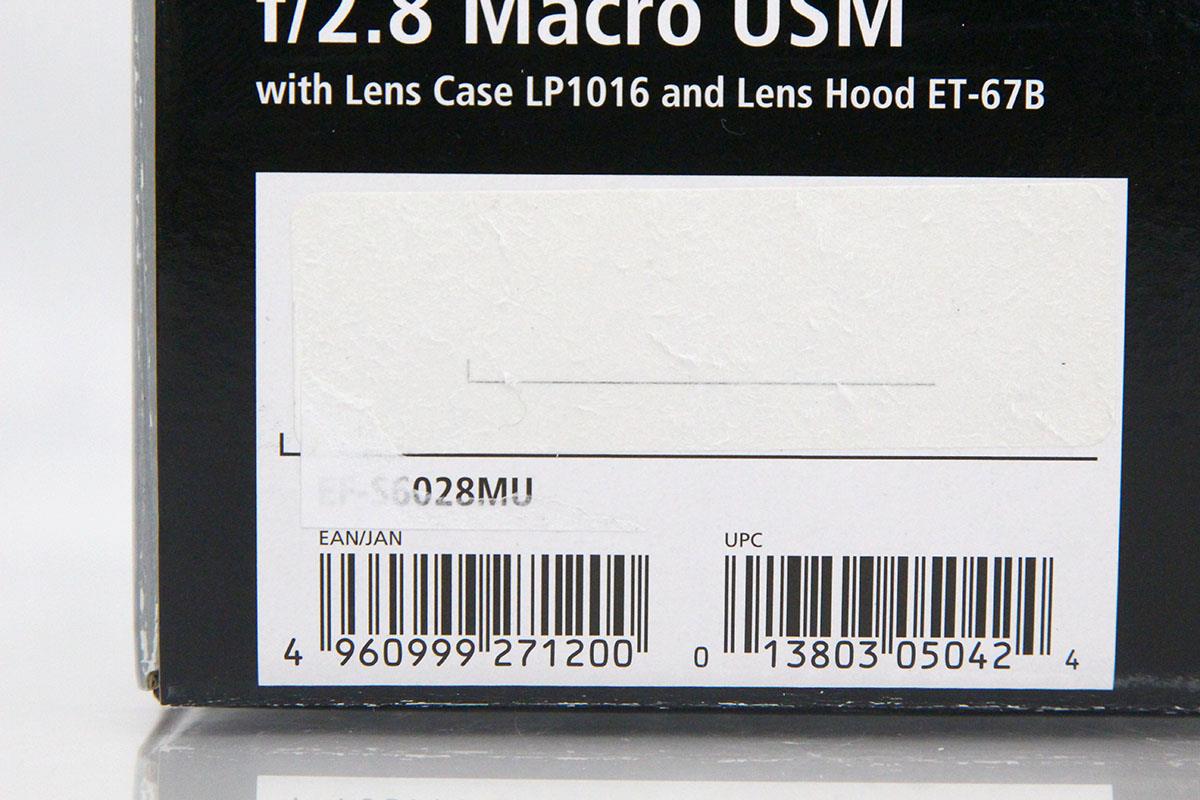 f/2.8 Macro USM
with Lens Case LP1016 and Lens Hood ET-67B
EF-S6028MU
EAN/JAN
UPC
4 960999 271200
0 13803 05042 4